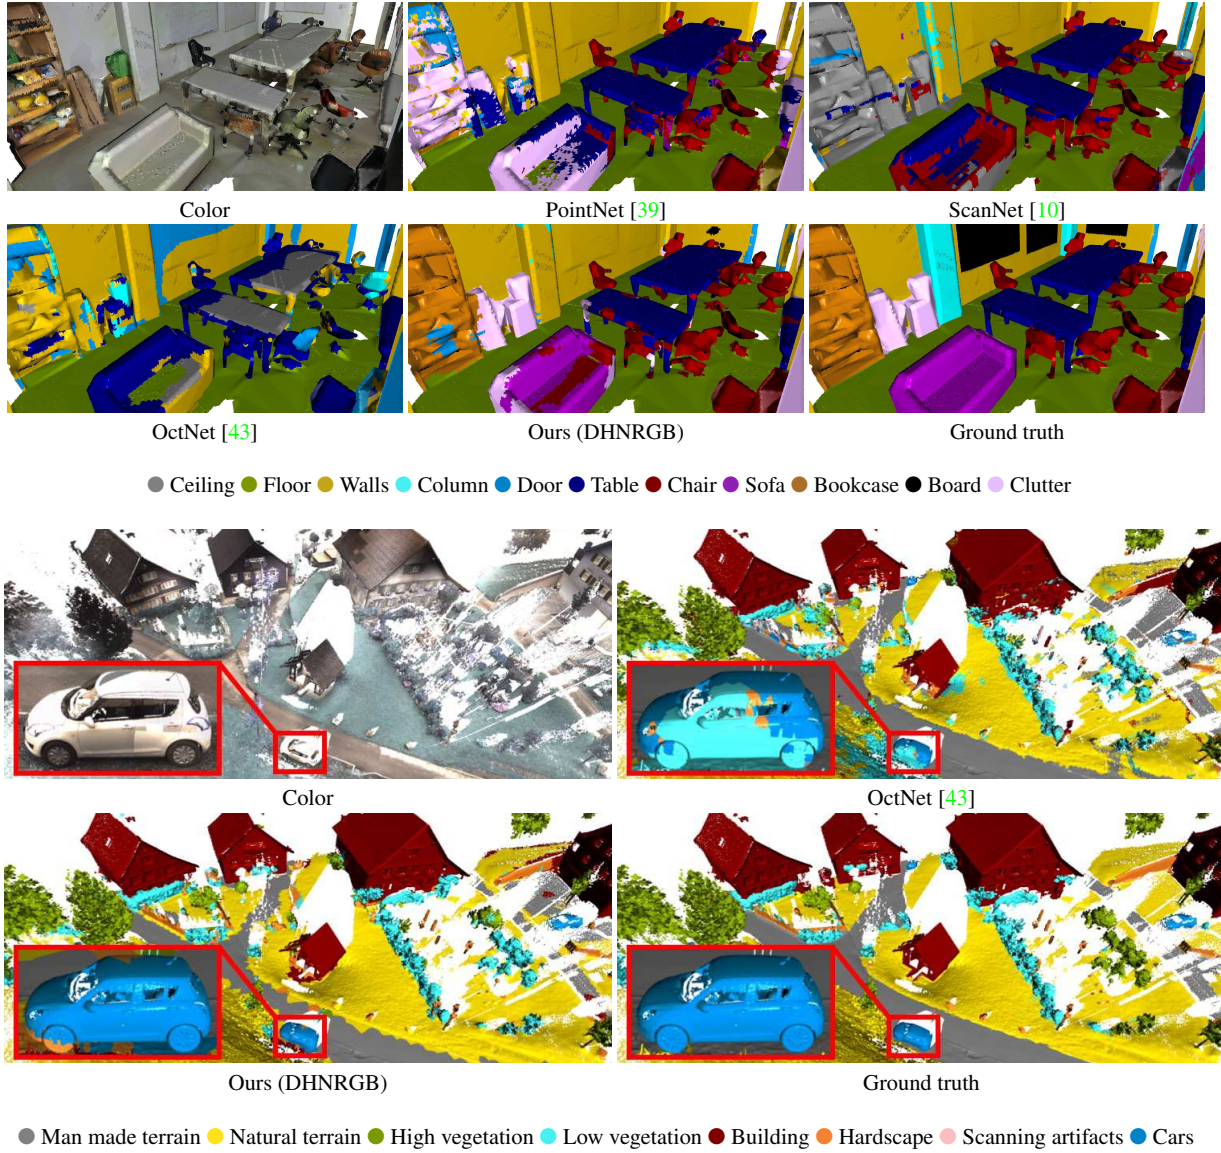 Color
PointNet [39]
ScanNet [10]
OctNet [43]
Ours (DHNRGB)
Ground truth
Ceiling Floor Walls Column Door Table Chair Sofa Bookcase Board Clutter
Color
OctNet [43]
Ours (DHNRGB)
Ground truth
Man made terrain Natural terrain High vegetation Low vegetation Building Hardscape Scanning artifacts Cars